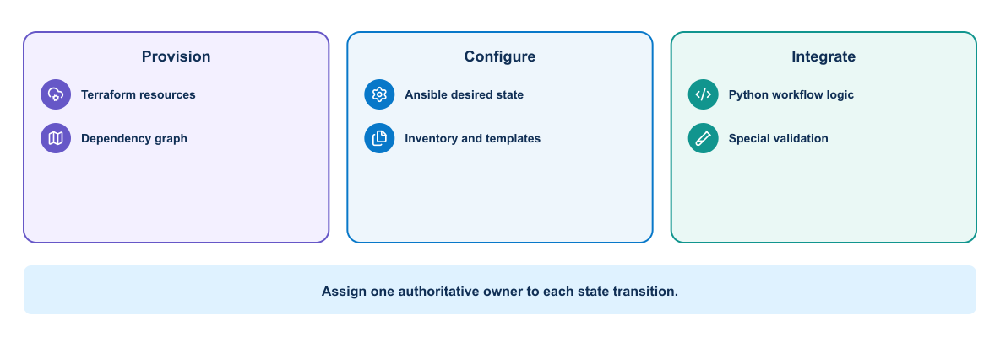 Provision
Terraform resources
Dependency graph
Configure
Ansible desired state
Inventory and templates
Integrate
Python workflow logic
Special validation
Assign one authoritative owner to each state transition.